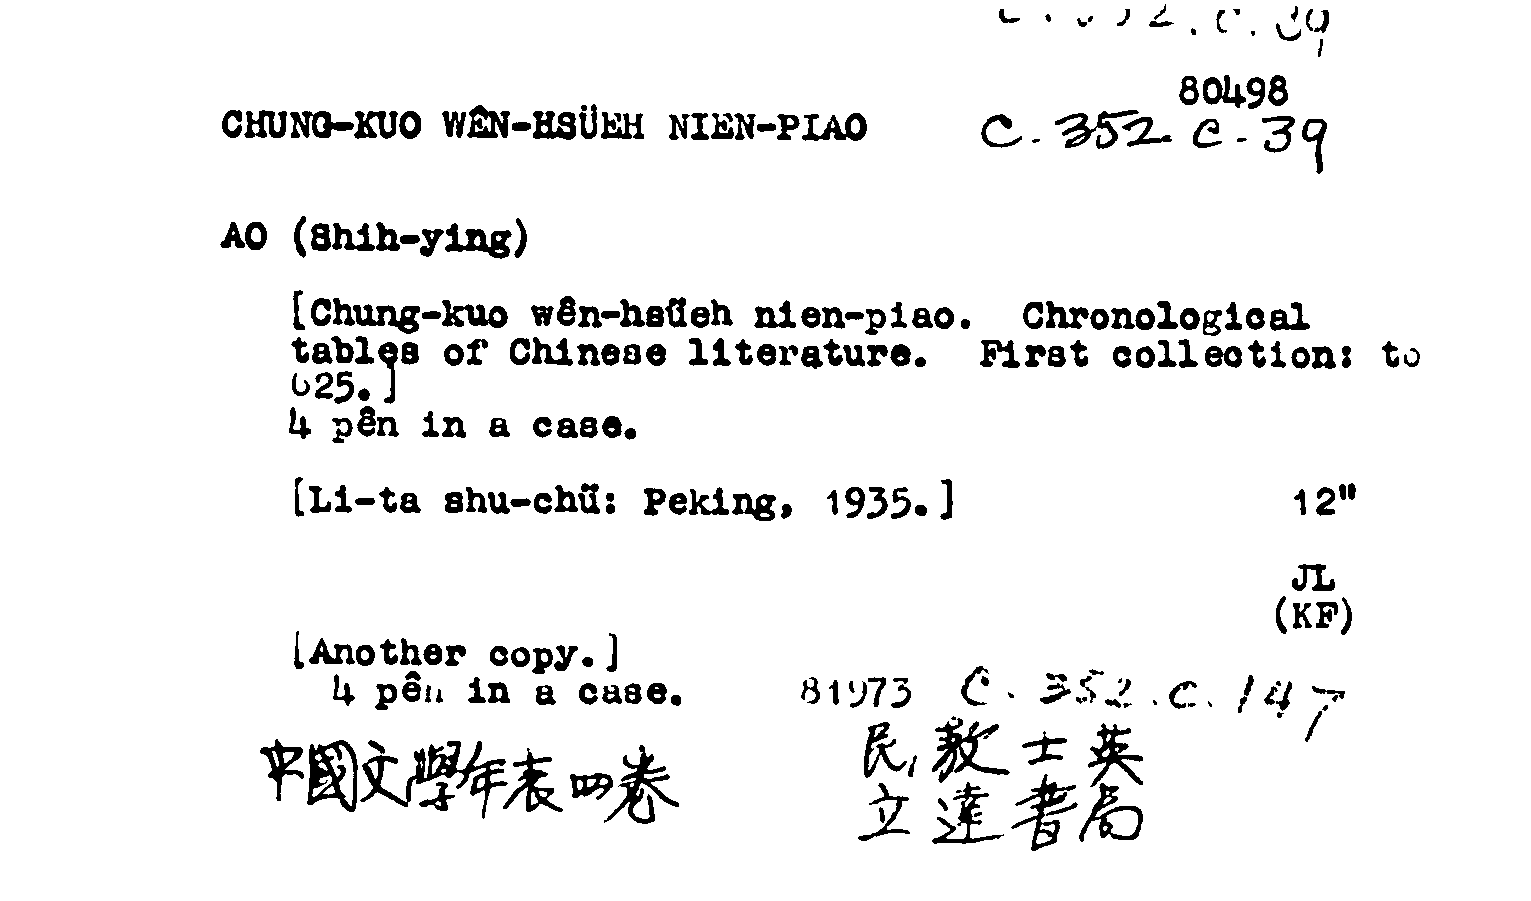 80498
CHUNG-KUO WÊN-HSÜEH NIEN-PIAO C.352.C.39
AO (Shih-ying)
[Chung-kuo wên-hsüeh nien-piao. Chronological
tables of Chinese literature. First collection: to
625.]
4 pên in a case.
[Li-ta shu-chü: Peking, 1935.] 12"
JL
(KF)
[Another copy.]
4 pên in a case. 81973 C.352.C.147
中國文學年表四卷 民,敖士英
立達書局